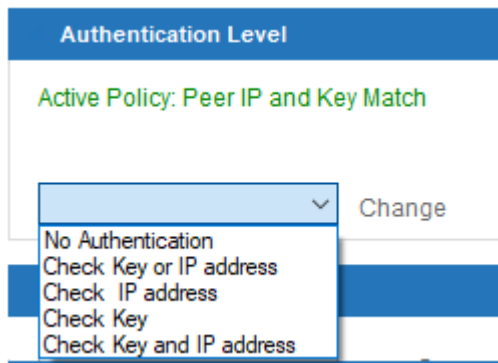 Authentication Level
Active Policy: Peer IP and Key Match
Change
No Authentication
Check Key or IP address
Check  IP address
Check Key
Check Key and IP address